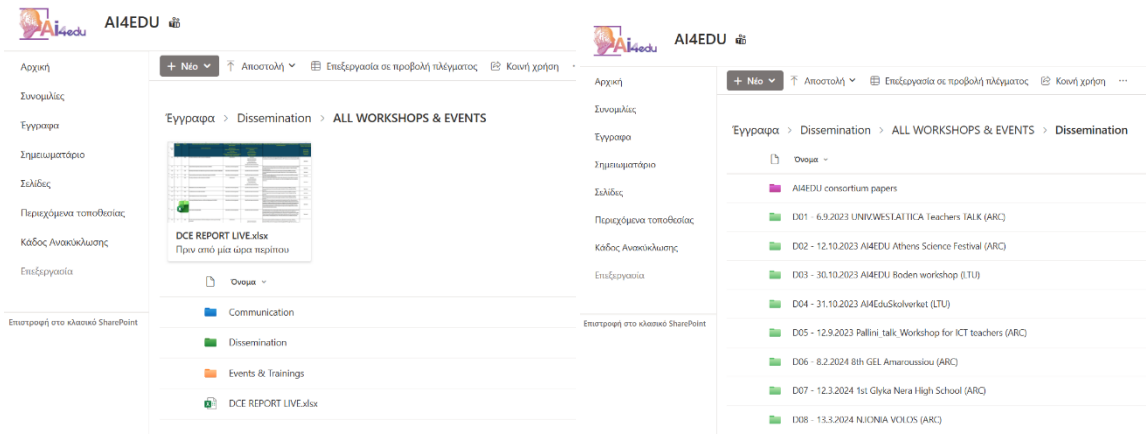 Ai4edu
AI4EDU
Αρχική
Συνομιλίες
Έγγραφα
Σημειωματάριο
Σελίδες
Περιεχόμενα τοποθεσίας
Κάδος Ανακύκλωσης
Επεξεργασία
Επιστροφή στο κλασικό SharePoint
+ Νέο Αποστολή Επεξεργασία σε προβολή πλέγματος Κοινή χρήση
Έγγραφα > Dissemination > ALL WORKSHOPS & EVENTS
DCE REPORT LIVE.xlsx
Πριν από μία ώρα περίπου
Όνομα
Communication
Dissemination
Events & Trainings
DCE REPORT LIVE.xlsx
Ai4edu
AI4EDU
Αρχική
Συνομιλίες
Έγγραφα
Σημειωματάριο
Σελίδες
Περιεχόμενα τοποθεσίας
Κάδος Ανακύκλωσης
Επεξεργασία
Επιστροφή στο κλασικό SharePoint
+ Νέο Αποστολή Επεξεργασία σε προβολή πλέγματος Κοινή χρήση ···
Έγγραφα > Dissemination > ALL WORKSHOPS & EVENTS > Dissemination
Όνομα
AI4EDU consortium papers
D01 - 6.9.2023 UNIV.WEST.ATTICA Teachers TALK (ARC)
D02 - 12.10.2023 AI4EDU Athens Science Festival (ARC)
D03 - 30.10.2023 AI4EDU Boden workshop (LTU)
D04 - 31.10.2023 AI4EduSkolverket (LTU)
D05 - 12.9.2023 Pallini_talk_Workshop for ICT teachers (ARC)
D06 - 8.2.2024 8th GEL Amaroussiou (ARC)
D07 - 12.3.2024 1st Glyka Nera High School (ARC)
D08 - 13.3.2024 N.IONIA VOLOS (ARC)